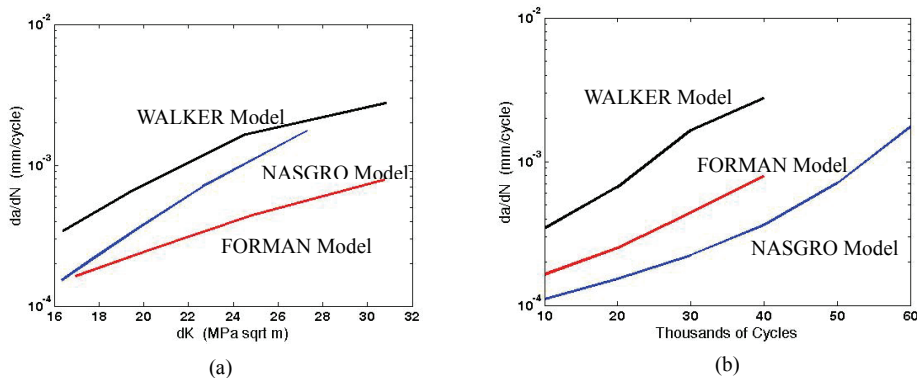 10^-2
10^-3
10^-4
da/dN (mm/cycle)
WALKER Model
NASGRO Model
FORMAN Model
16 18 20 22 24 26 28 30 32
dK (MPa sqrt m)
(a)
10^-2
10^-3
10^-4
da/dN (mm/cycle)
WALKER Model
FORMAN Model
NASGRO Model
10 20 30 40 50 60
Thousands of Cycles
(b)